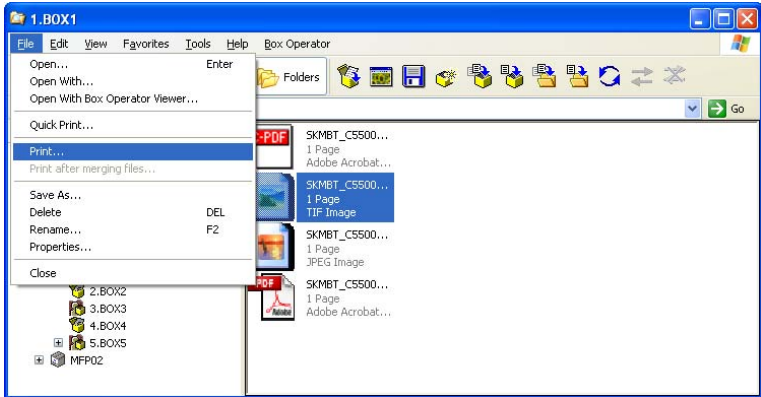 1.BOX1
File Edit View Favorites Tools Help Box Operator
Open... Enter
Open With...
Open With Box Operator Viewer...
Quick Print...
Print...
Print after merging files...
Save As...
Delete DEL
Rename... F2
Properties...
Close
Folders
Go
-PDF
SKMBT_C5500...
1 Page
Adobe Acrobat...
SKMBT_C5500...
1 Page
TIF Image
SKMBT_C5500...
1 Page
JPEG Image
PDF
Adobe
SKMBT_C5500...
1 Page
Adobe Acrobat...
2.BOX2
3.BOX3
4.BOX4
5.BOX5
MFP02